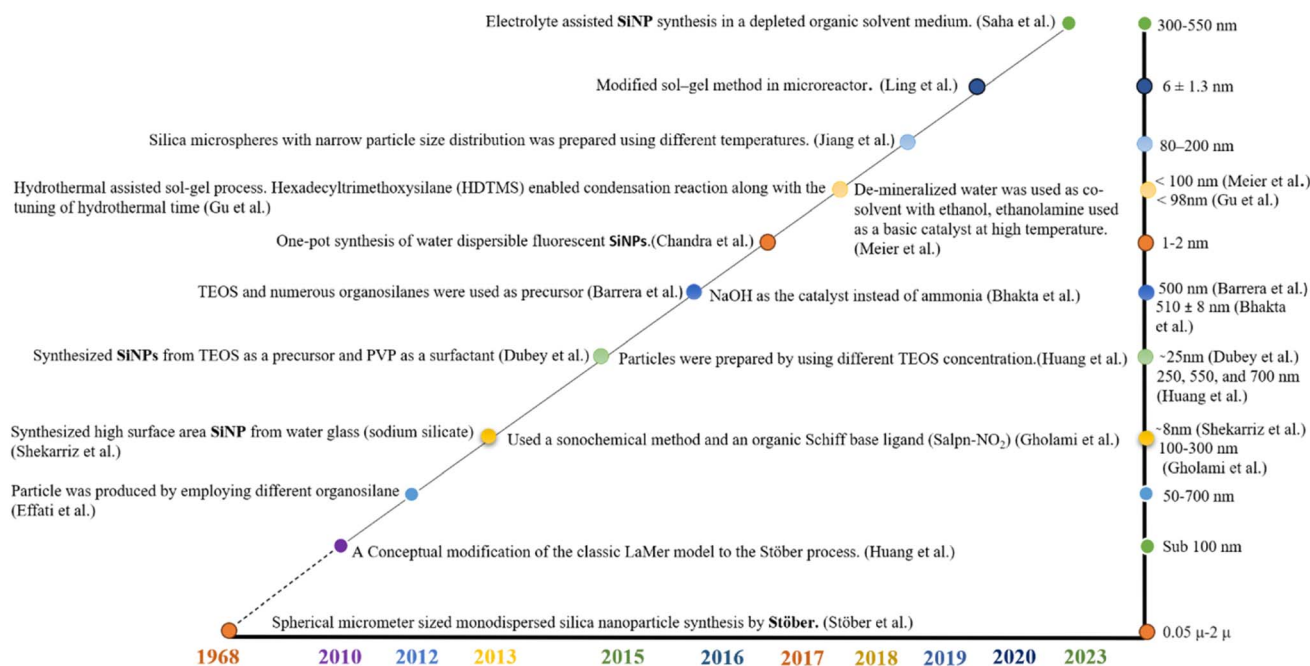 Electrolyte assisted SiNP synthesis in a depleted organic solvent medium. (Saha et al.)
300-550 nm
Modified sol–gel method in microreactor. (Ling et al.)
6 ± 1.3 nm
Silica microspheres with narrow particle size distribution was prepared using different temperatures. (Jiang et al.)
80–200 nm
Hydrothermal assisted sol-gel process. Hexadecyltrimethoxysilane (HDTMS) enabled condensation reaction along with the
tuning of hydrothermal time (Gu et al.)
De-mineralized water was used as co-
solvent with ethanol, ethanolamine used
as a basic catalyst at high temperature.
(Meier et al.)
< 100 nm (Meier et al.)
< 98nm (Gu et al.)
One-pot synthesis of water dispersible fluorescent SiNPs.(Chandra et al.)
1-2 nm
TEOS and numerous organosilanes were used as precursor (Barrera et al.)
NaOH as the catalyst instead of ammonia (Bhakta et al.)
500 nm (Barrera et al.)
510 ± 8 nm (Bhakta
et al.)
Synthesized SiNPs from TEOS as a precursor and PVP as a surfactant (Dubey et al.)
Particles were prepared by using different TEOS concentration.(Huang et al.)
~25nm (Dubey et al.)
250, 550, and 700 nm
(Huang et al.)
Synthesized high surface area SiNP from water glass (sodium silicate)
(Shekarriz et al.)
Used a sonochemical method and an organic Schiff base ligand (Salpn-NO₂) (Gholami et al.)
~8nm (Shekarriz et al.)
100-300 nm
(Gholami et al.)
Particle was produced by employing different organosilane
(Effati et al.)
50-700 nm
A Conceptual modification of the classic LaMer model to the Stöber process. (Huang et al.)
Sub 100 nm
Spherical micrometer sized monodispersed silica nanoparticle synthesis by Stöber. (Stöber et al.)
0.05 µ-2 µ
1968 2010 2012 2013 2015 2016 2017 2018 2019 2020 2023